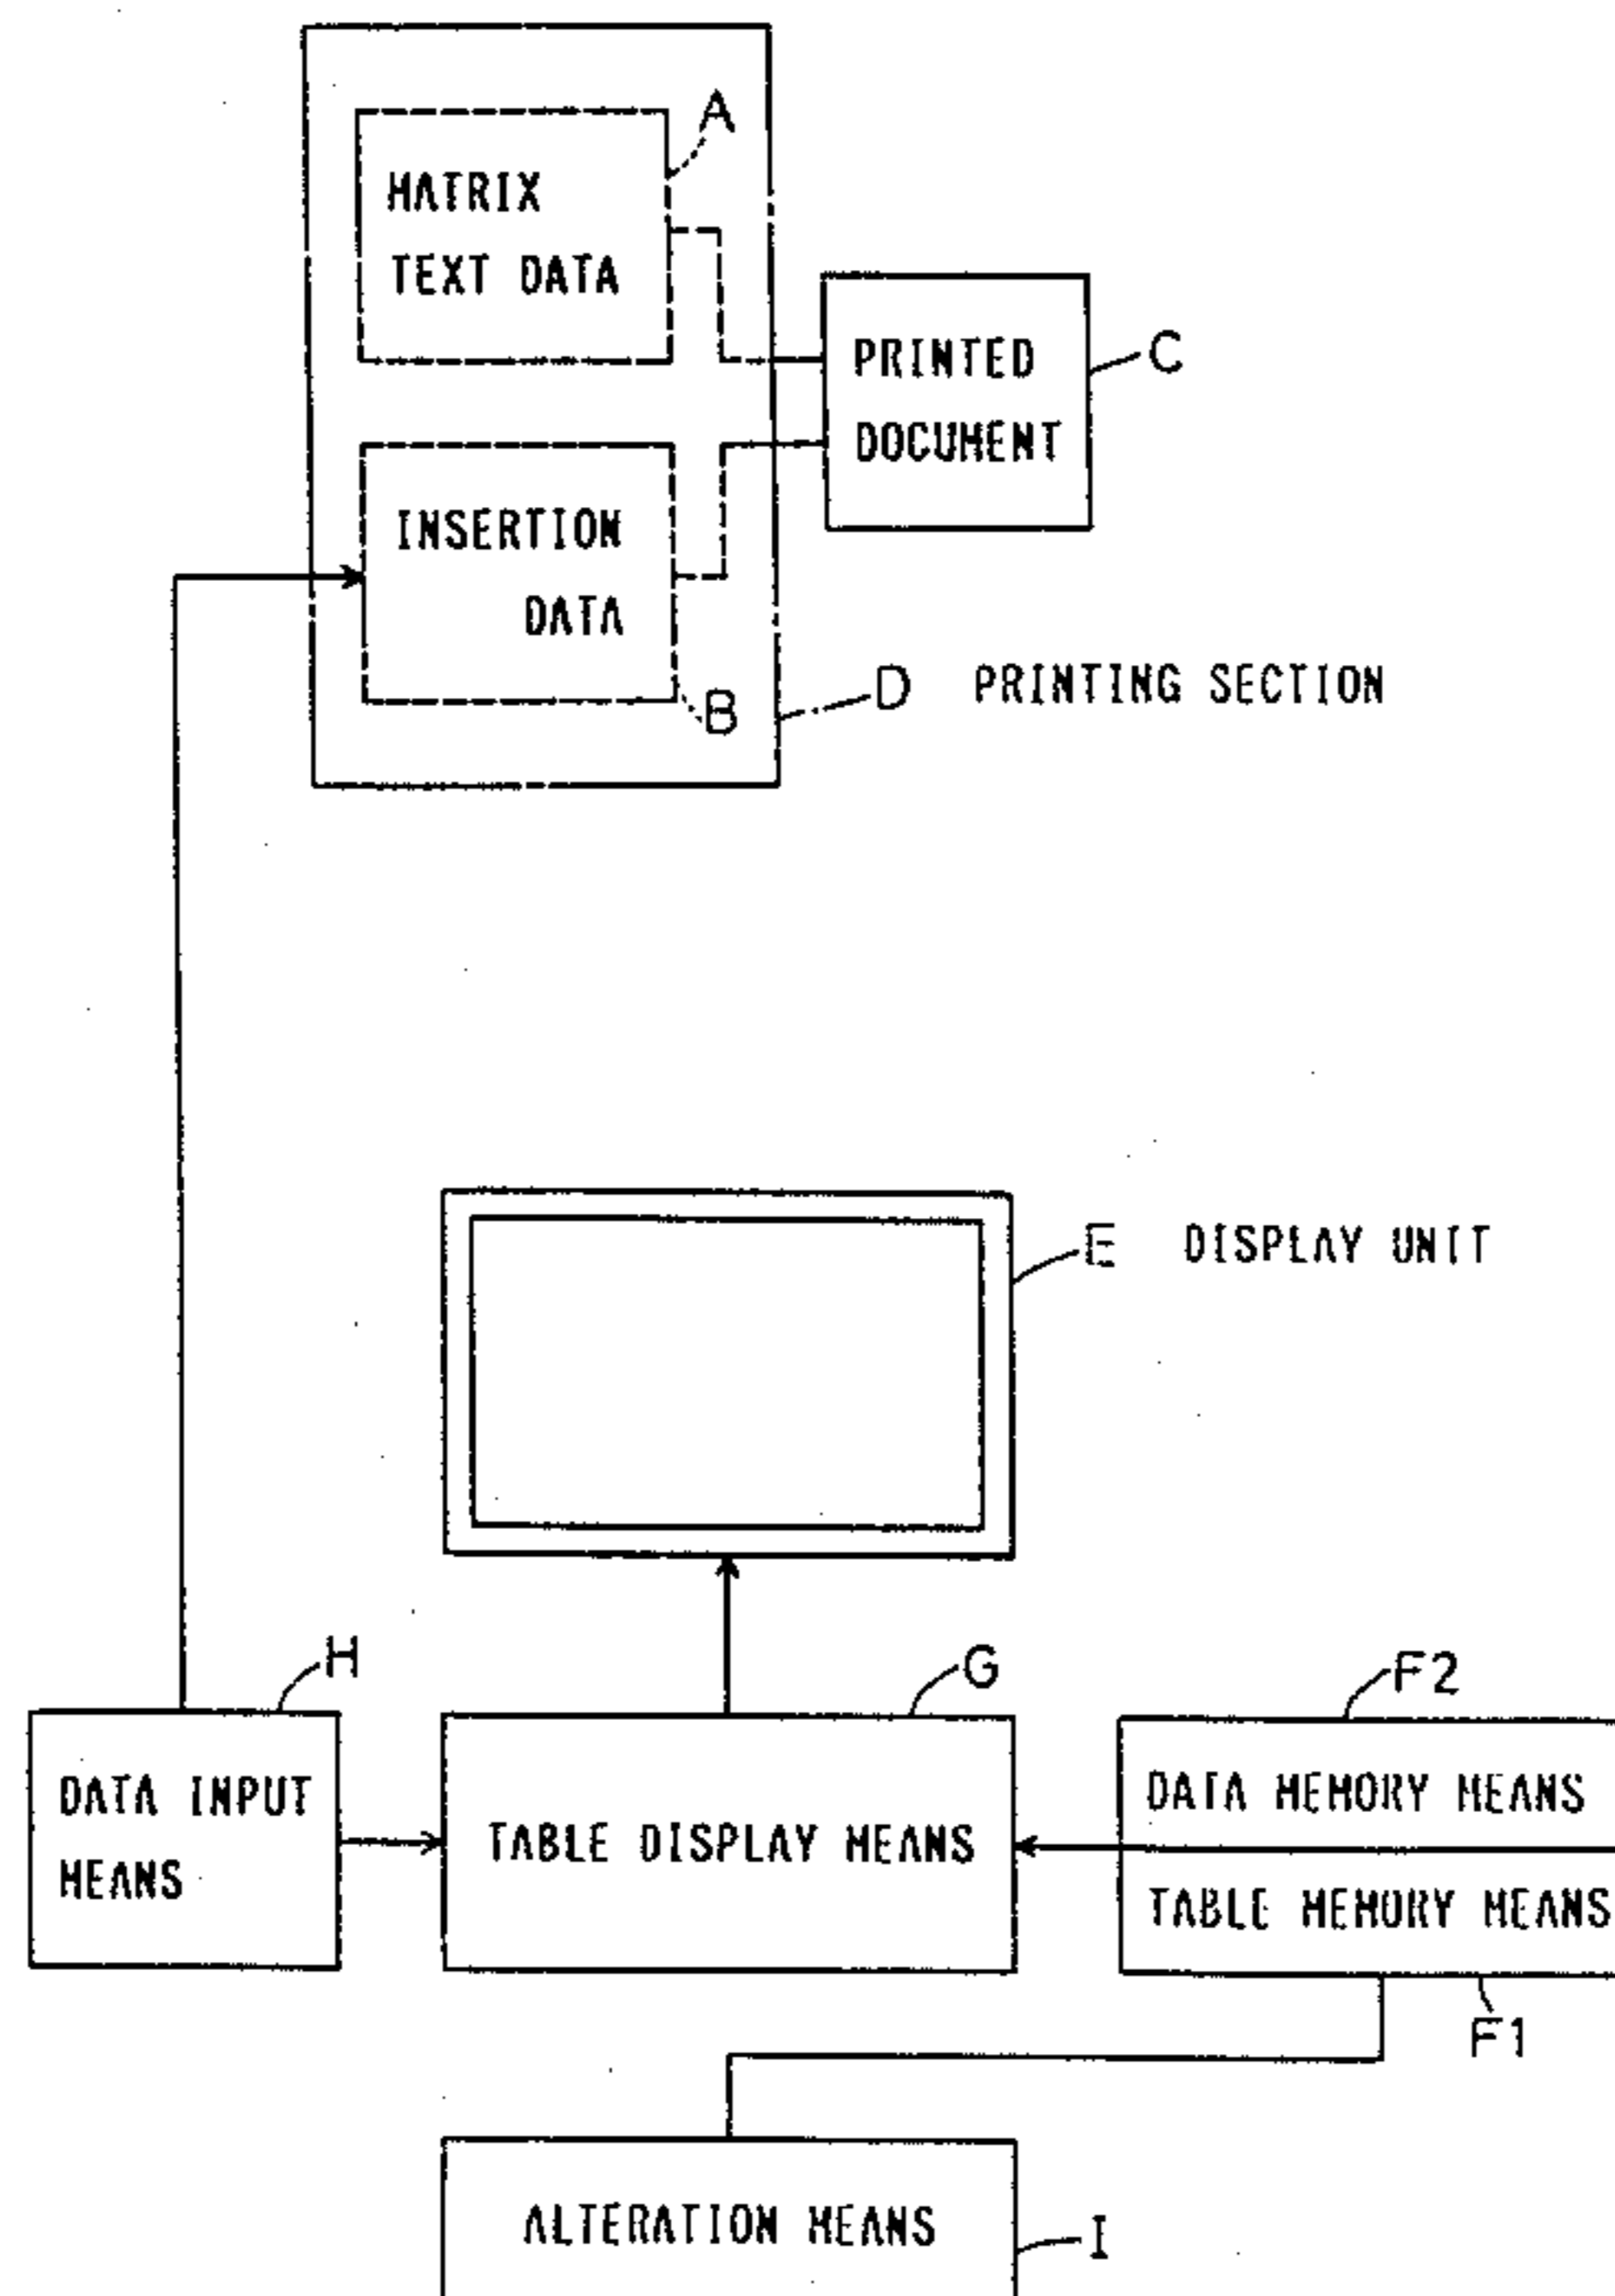 A
MATRIX
TEXT DATA
PRINTED
DOCUMENT
C
INSERTION
DATA
B
D PRINTING SECTION
E DISPLAY UNIT
H
G
F2
DATA INPUT
MEANS
TABLE DISPLAY MEANS
DATA MEMORY MEANS
TABLE MEMORY MEANS
F1
ALTERATION MEANS
I